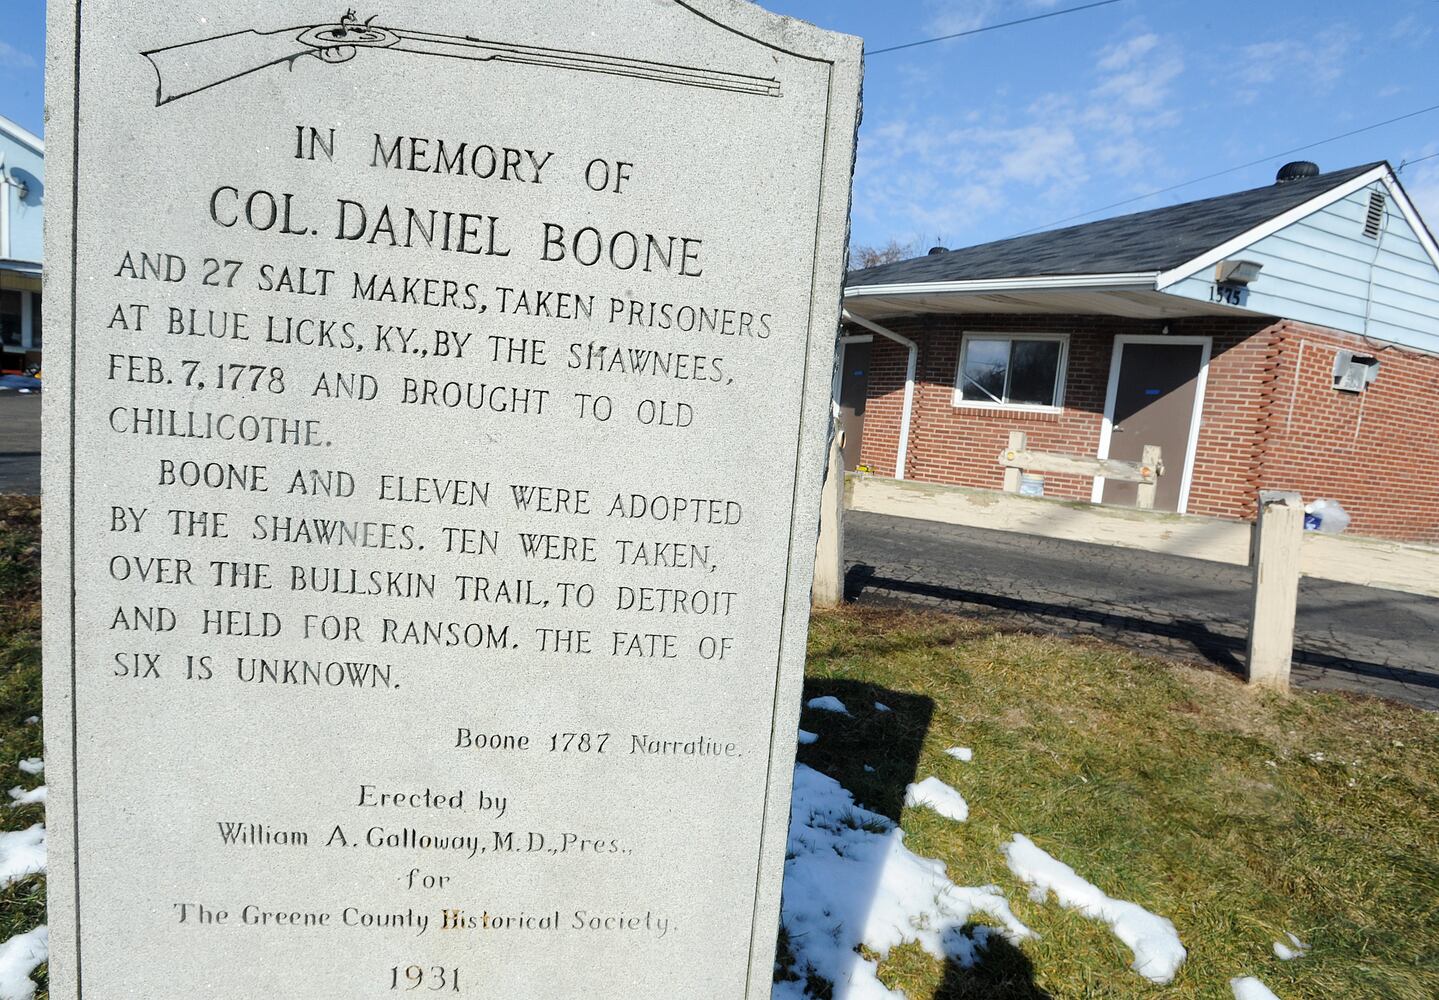 IN MEMORY OF
COL. DANIEL BOONE
AND 27 SALT MAKERS, TAKEN PRISONERS
AT BLUE LICKS, KY., BY THE SHAWNEES,
FEB. 7, 1778 AND BROUGHT TO OLD
CHILLICOTHE.
BOONE AND ELEVEN WERE ADOPTED
BY THE SHAWNEES. TEN WERE TAKEN,
OVER THE BULLSKIN TRAIL, TO DETROIT
AND HELD FOR RANSOM. THE FATE OF
SIX IS UNKNOWN.
Boone 1787 Narrative.
Erected by
William A. Galloway, M.D., Pres.,
for
The Greene County Historical Society.
1931
1575